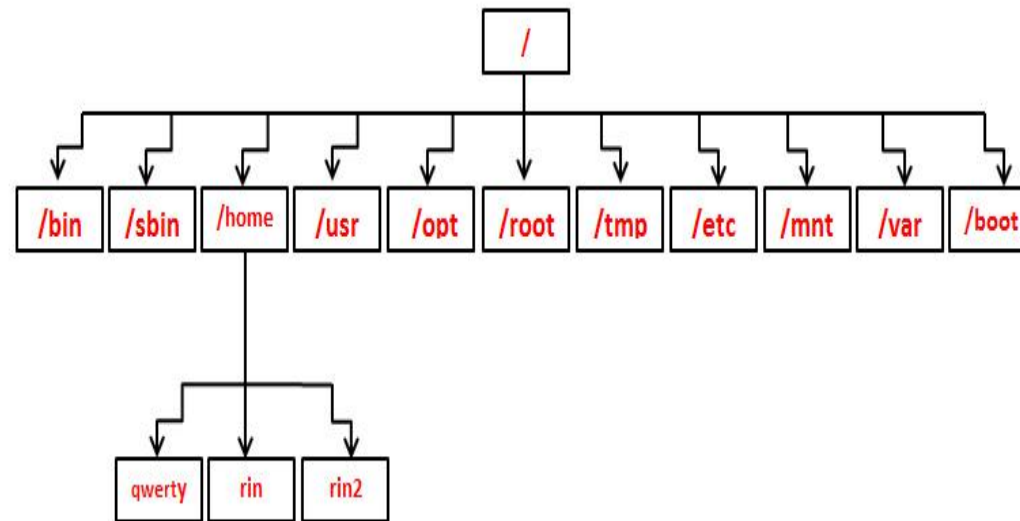 /
/bin /sbin /home /usr /opt /root /tmp /etc /mnt /var /boot
qwerty rin rin2